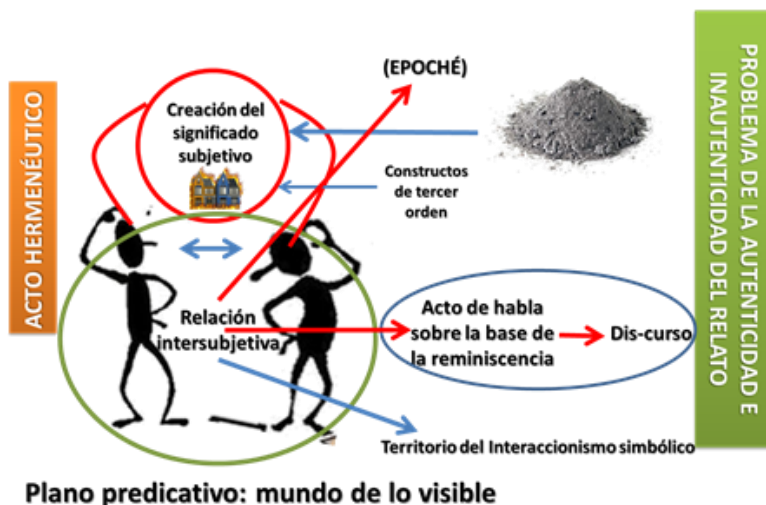 ACTO HERMENÉUTICO
Creación del
significado
subjetivo
(EPOCHÉ)
Constructos
de tercer
orden
Relación
intersubjetiva
Acto de habla
sobre la base de
la reminiscencia
Dis-curso
Territorio del Interaccionismo simbólico
PROBLEMA DE LA AUTENTICIDAD E
INAUTENTICIDAD DEL RELATO
Plano predicativo: mundo de lo visible